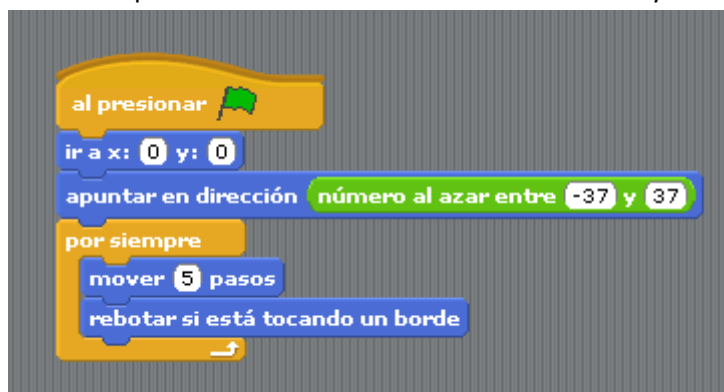 al presionar
ir a x: 0 y: 0
apuntar en dirección número al azar entre -37 y 37
por siempre
mover 5 pasos
rebotar si está tocando un borde